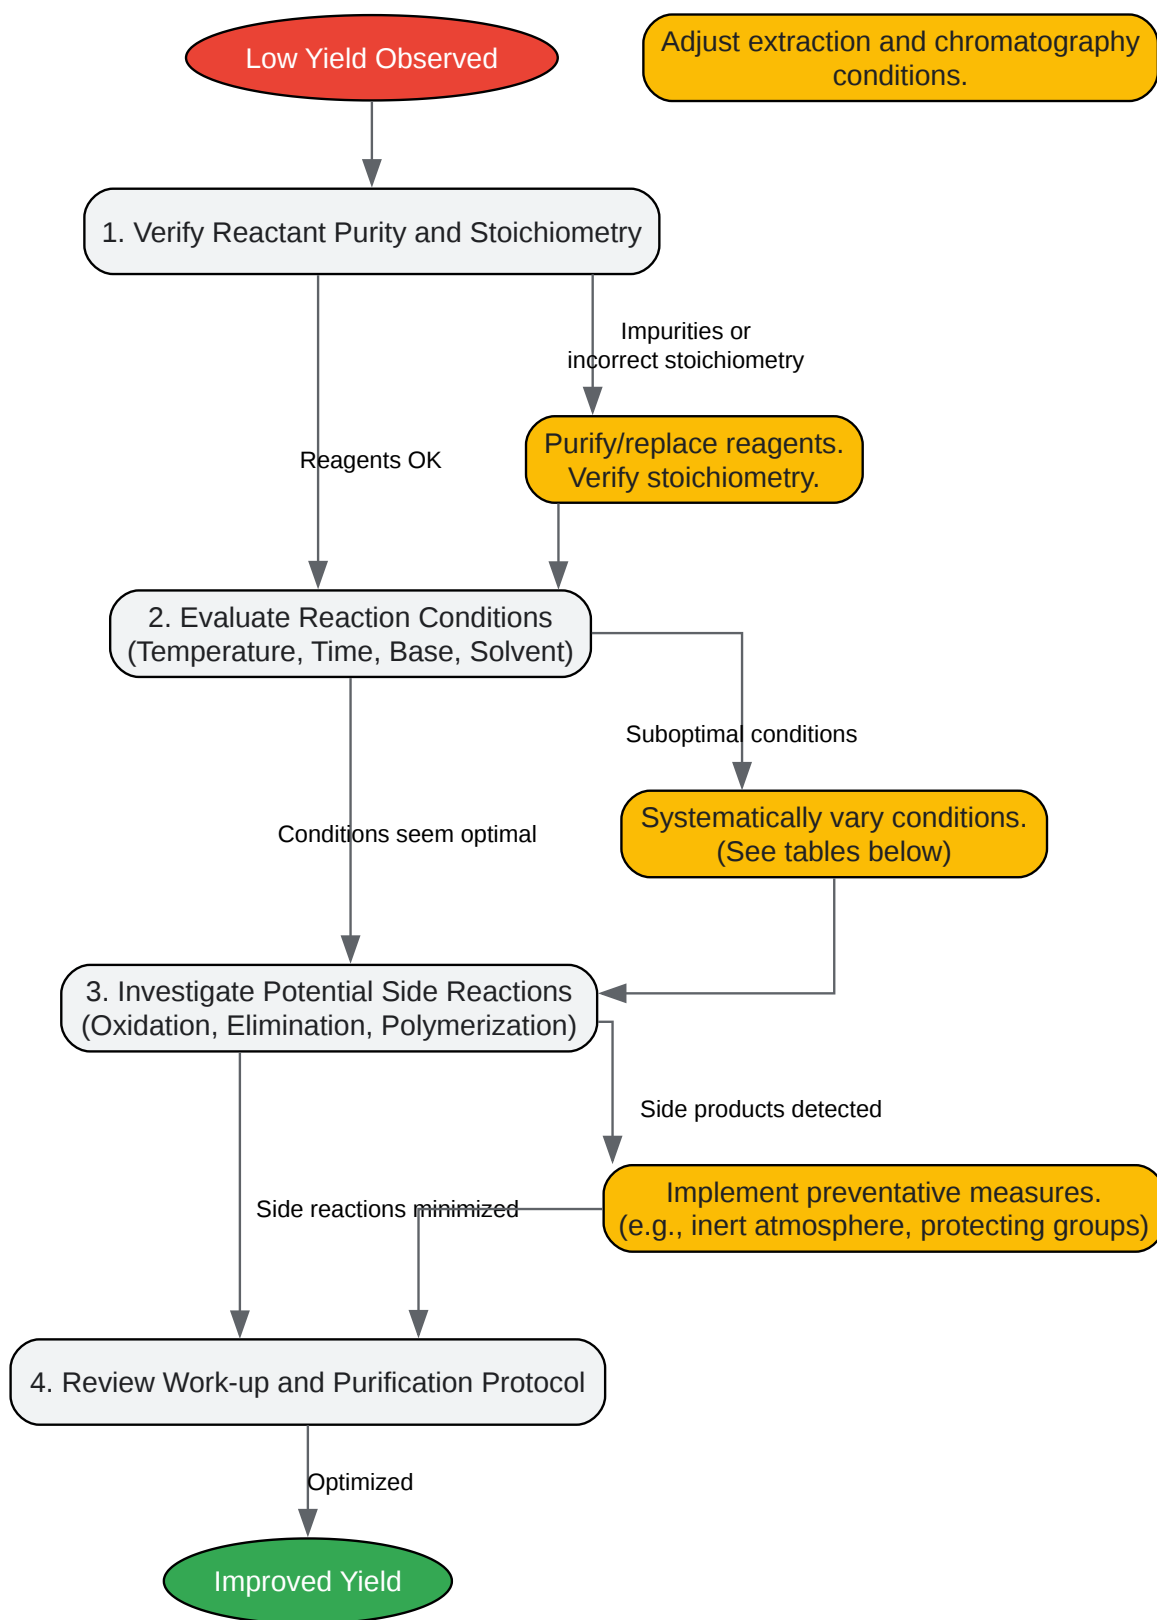 Low Yield Observed
Adjust extraction and chromatography
conditions.
1. Verify Reactant Purity and Stoichiometry
Impurities or
incorrect stoichiometry
Reagents OK
Purify/replace reagents.
Verify stoichiometry.
2. Evaluate Reaction Conditions
(Temperature, Time, Base, Solvent)
Suboptimal conditions
Conditions seem optimal
Systematically vary conditions.
(See tables below)
3. Investigate Potential Side Reactions
(Oxidation, Elimination, Polymerization)
Side products detected
Side reactions minimized
Implement preventative measures.
(e.g., inert atmosphere, protecting groups)
4. Review Work-up and Purification Protocol
Optimized
Improved Yield